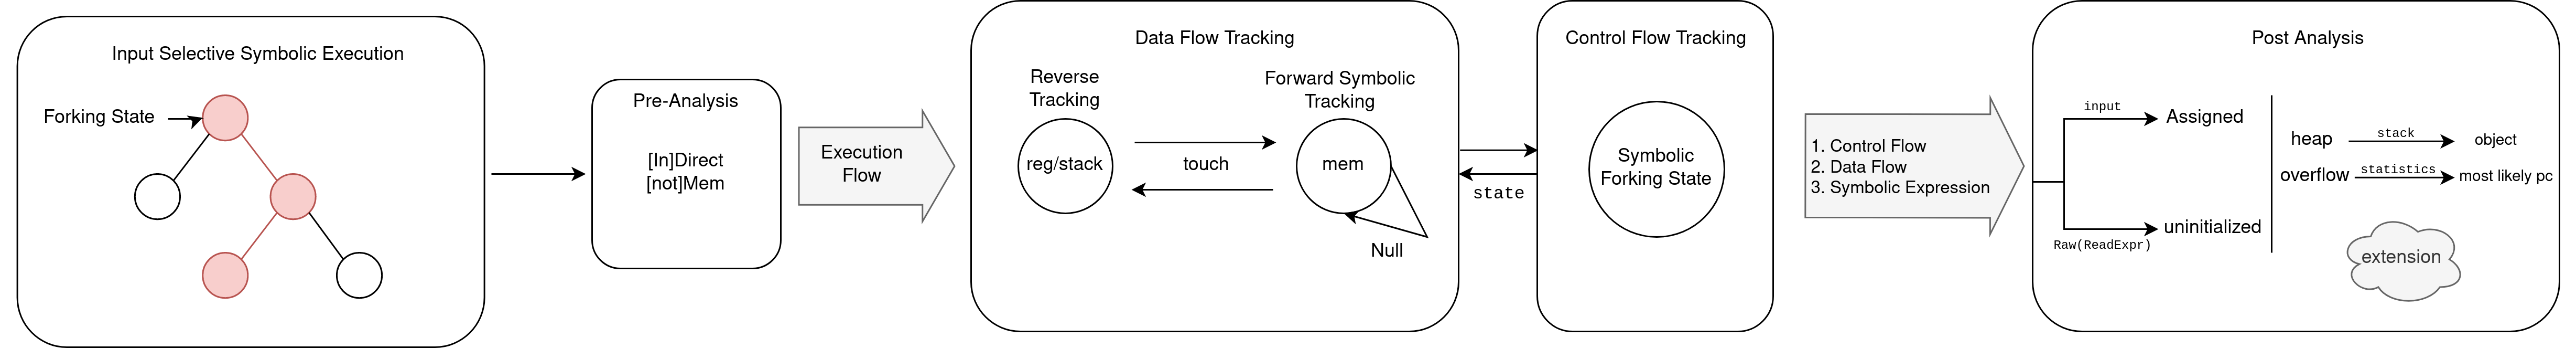 Input Selective Symbolic Execution
Forking State
Pre-Analysis
[In]Direct
[not]Mem
Execution
Flow
Data Flow Tracking
Reverse
Tracking
Forward Symbolic
Tracking
reg/stack
touch
mem
Null
state
Control Flow Tracking
Symbolic
Forking State
1. Control Flow
2. Data Flow
3. Symbolic Expression
Post Analysis
input
Assigned
uninitialized
Raw(ReadExpr)
heap
stack
object
overflow
statistics
most likely pc
extension